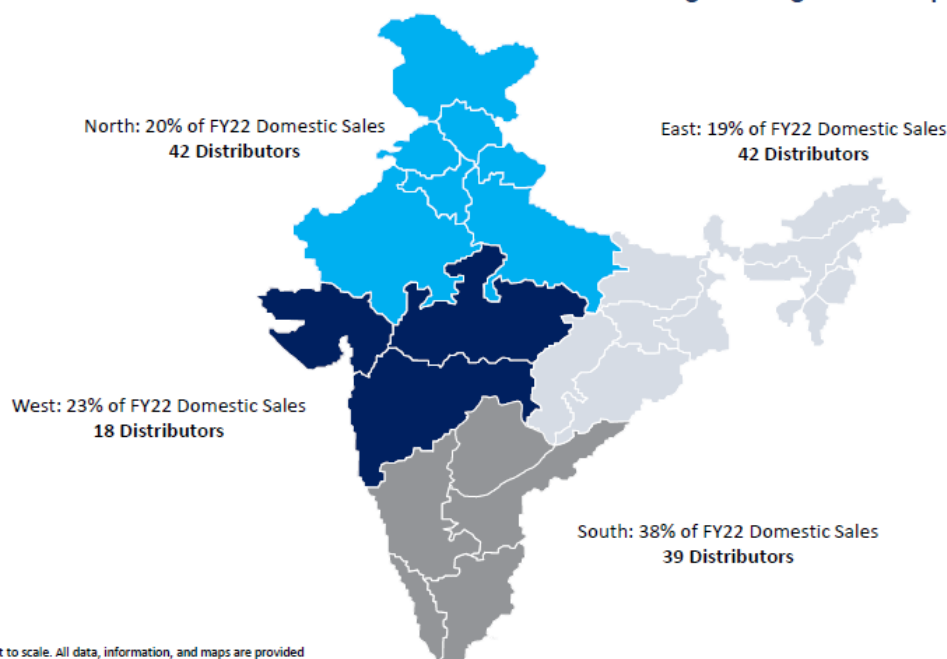 North: 20% of FY22 Domestic Sales
42 Distributors
East: 19% of FY22 Domestic Sales
42 Distributors
West: 23% of FY22 Domestic Sales
18 Distributors
South: 38% of FY22 Domestic Sales
39 Distributors
to scale. All data, information, and maps are provided